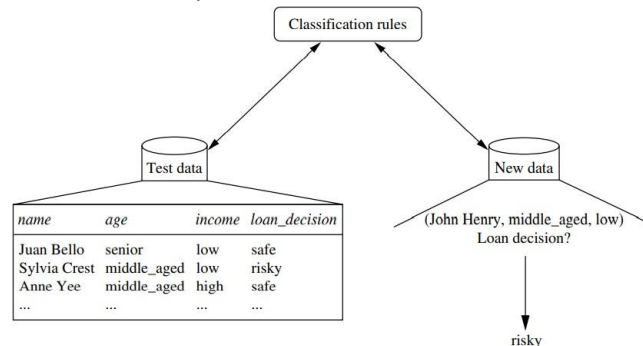 Classification rules
Test data
New data
name age income loan_decision
Juan Bello senior low safe
Sylvia Crest middle_aged low risky
Anne Yee middle_aged high safe
... ... ... ...
(John Henry, middle_aged, low)
Loan decision?
risky